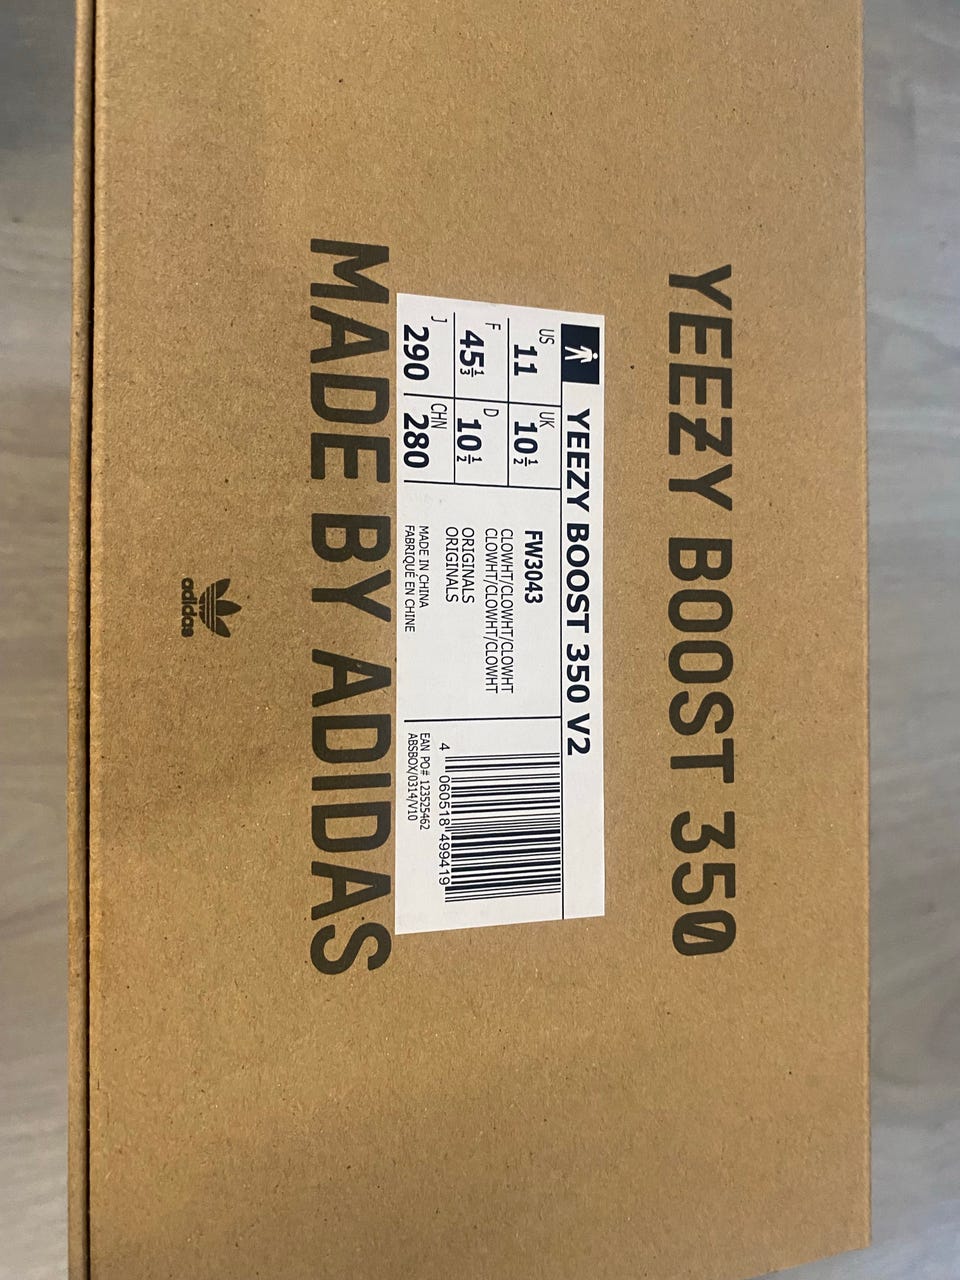 YEEZY BOOST 350
YEEZY BOOST 350 V2
US 11
UK 10½
F 45⅓
D 10½
J 290
CHN 280
FW3043
CLOWHT/CLOWHT/CLOWHT
CLOWHT/CLOWHT/CLOWHT
ORIGINALS
ORIGINALS
MADE IN CHINA
FABRIQUÉ EN CHINE
4 060518 499419
EAN PO# 123525462
ABSBOX/0314/V10
MADE BY ADIDAS
adidas